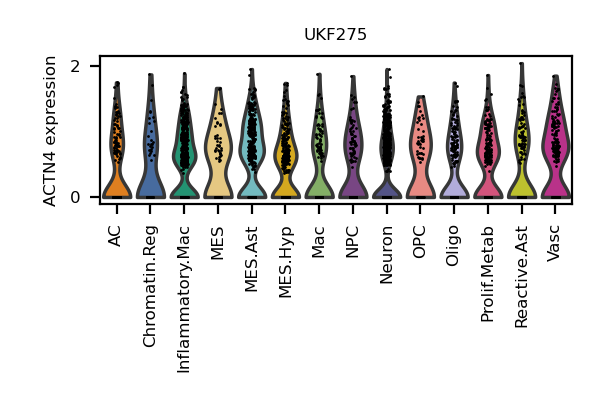 UKF275
ACTN4 expression
2
0
AC
Chromatin.Reg
Inflammatory.Mac
MES
MES.Ast
MES.Hyp
Mac
NPC
Neuron
OPC
Oligo
Prolif.Metab
Reactive.Ast
Vasc